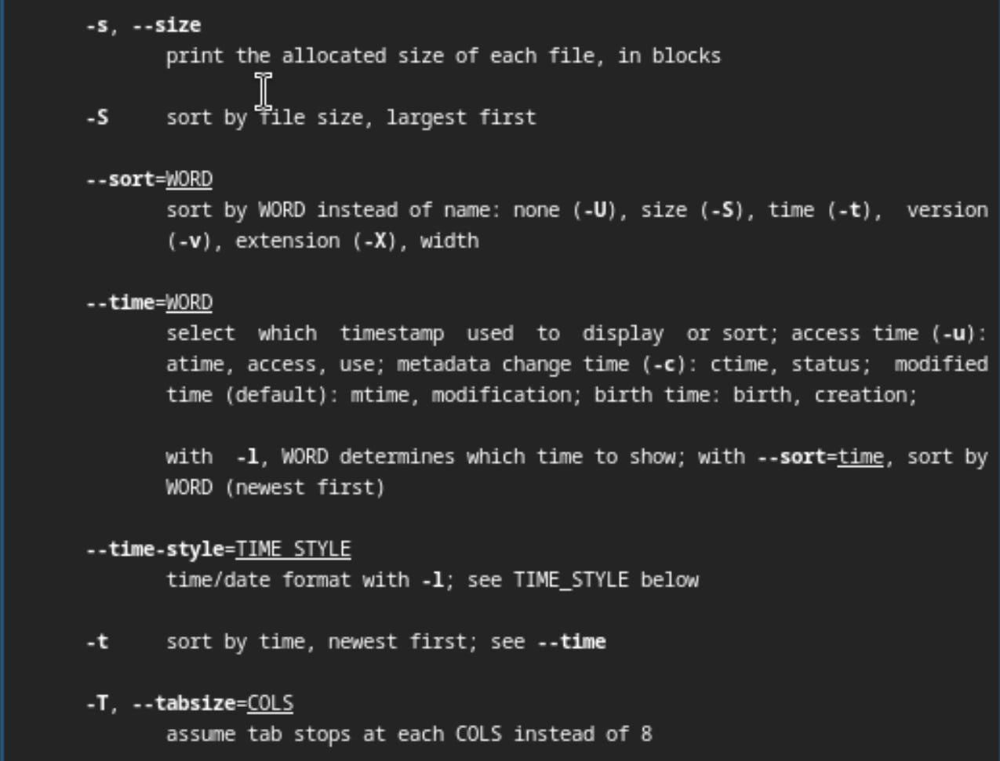 -s, --size
print the allocated size of each file, in blocks
-S     sort by file size, largest first
--sort=WORD
sort by WORD instead of name: none (-U), size (-S), time (-t),  version
(-v), extension (-X), width
--time=WORD
select  which  timestamp  used  to  display  or sort; access time (-u):
atime, access, use; metadata change time (-c): ctime, status;  modified
time (default): mtime, modification; birth time: birth, creation;
with  -l, WORD determines which time to show; with --sort=time, sort by
WORD (newest first)
--time-style=TIME_STYLE
time/date format with -l; see TIME_STYLE below
-t     sort by time, newest first; see --time
-T, --tabsize=COLS
assume tab stops at each COLS instead of 8